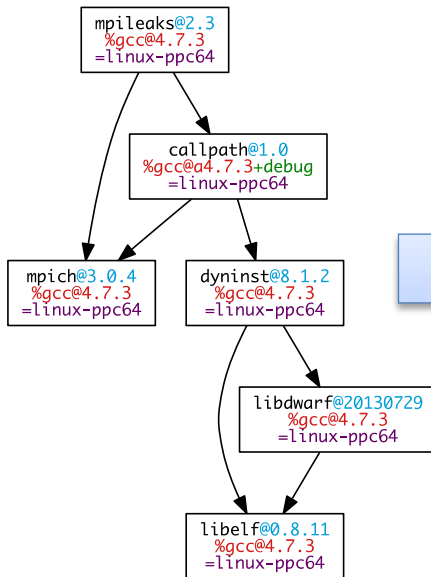 mpileaks@2.3
%gcc@4.7.3
=linux-ppc64
callpath@1.0
%gcc@a4.7.3+debug
=linux-ppc64
mpich@3.0.4
%gcc@4.7.3
=linux-ppc64
dyninst@8.1.2
%gcc@4.7.3
=linux-ppc64
libdwarf@20130729
%gcc@4.7.3
=linux-ppc64
libelf@0.8.11
%gcc@4.7.3
=linux-ppc64